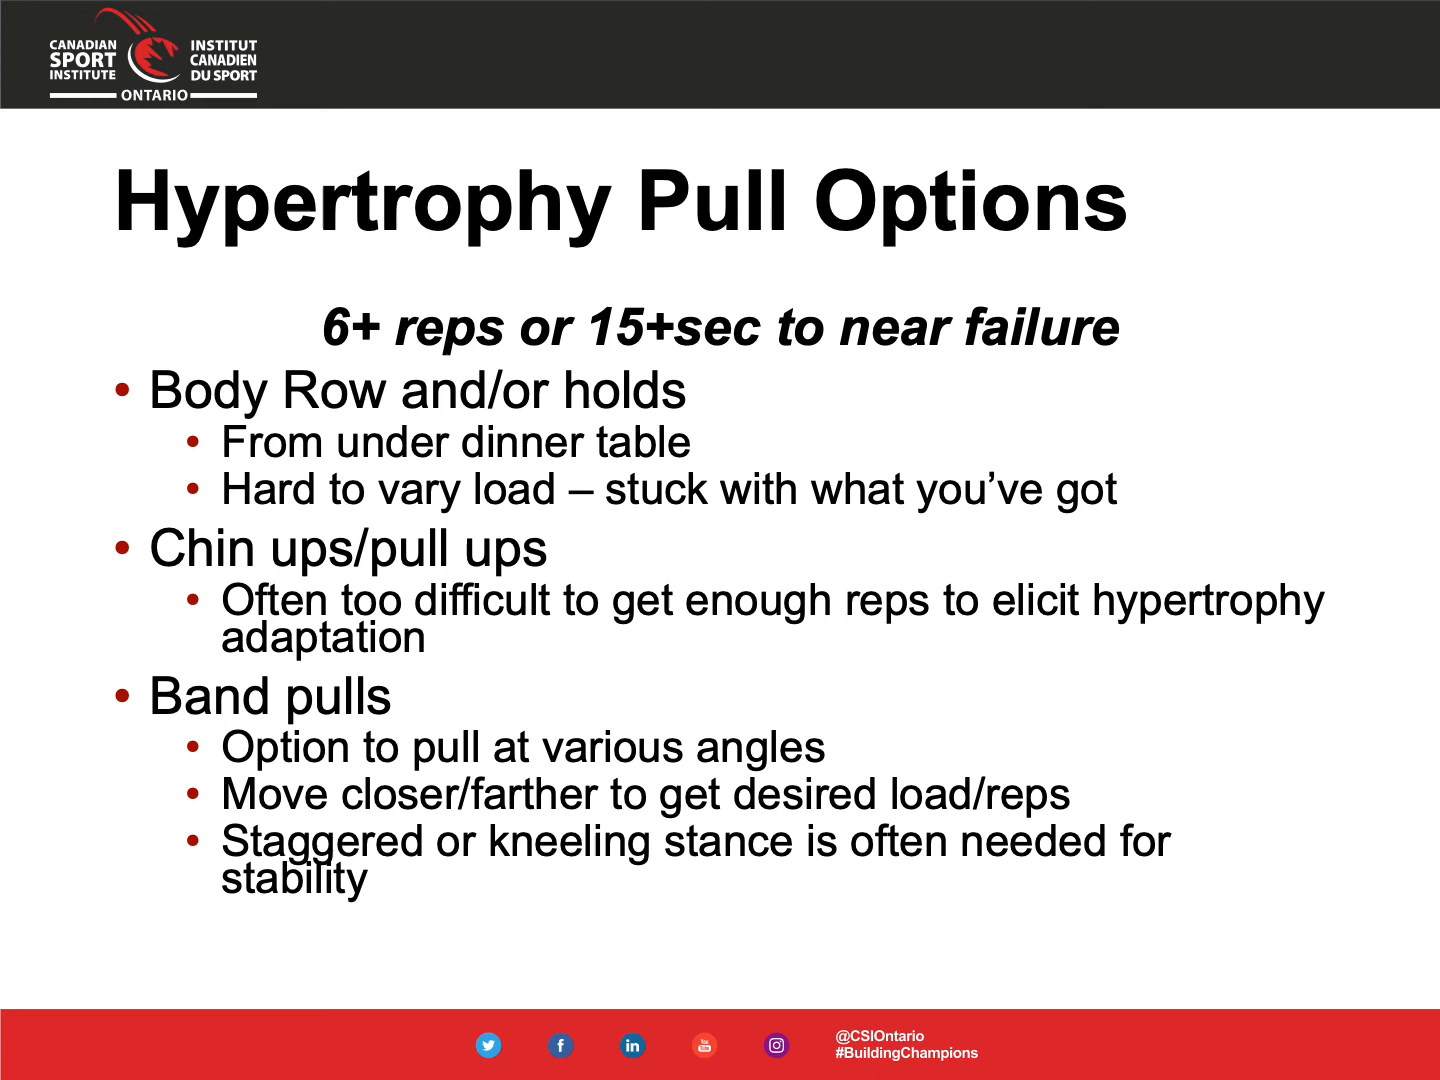 CANADIAN
SPORT
INSTITUTE
INSTITUT
CANADIEN
DU SPORT
ONTARIO
Hypertrophy Pull Options
6+ reps or 15+sec to near failure
• Body Row and/or holds
• From under dinner table
• Hard to vary load – stuck with what you’ve got
• Chin ups/pull ups
• Often too difficult to get enough reps to elicit hypertrophy
adaptation
• Band pulls
• Option to pull at various angles
• Move closer/farther to get desired load/reps
• Staggered or kneeling stance is often needed for
stability
f
in
You
Tube
@CSIOntario
#BuildingChampions